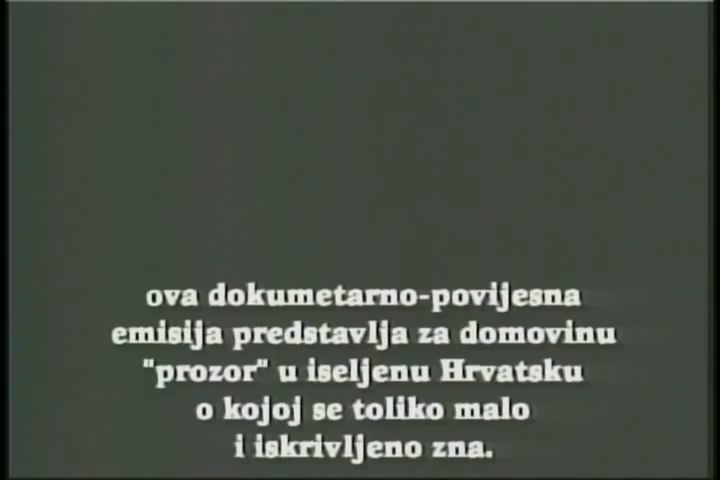 ova dokumetarno-povijesna
emisija predstavlja za domovinu
"prozor" u iseljenu Hrvatsku
o kojoj se toliko malo
i iskrivljeno zna.